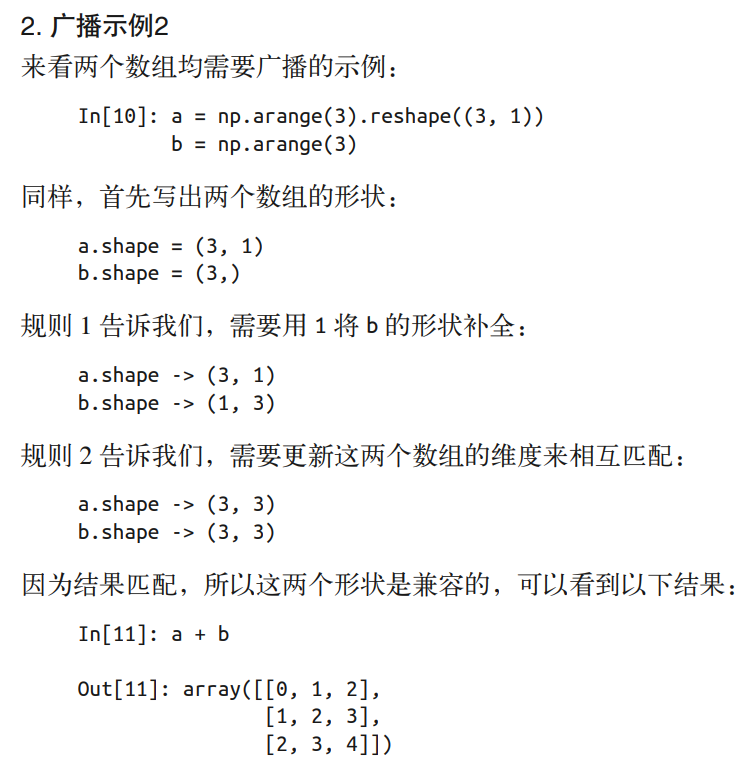 2. 广播示例2
来看两个数组均需要广播的示例：
In[10]: a = np.arange(3).reshape((3, 1))
b = np.arange(3)
同样，首先写出两个数组的形状：
a.shape = (3, 1)
b.shape = (3,)
规则 1 告诉我们，需要用 1 将 b 的形状补全：
a.shape -> (3, 1)
b.shape -> (1, 3)
规则 2 告诉我们，需要更新这两个数组的维度来相互匹配：
a.shape -> (3, 3)
b.shape -> (3, 3)
因为结果匹配，所以这两个形状是兼容的，可以看到以下结果：
In[11]: a + b
Out[11]: array([[0, 1, 2],
[1, 2, 3],
[2, 3, 4]])